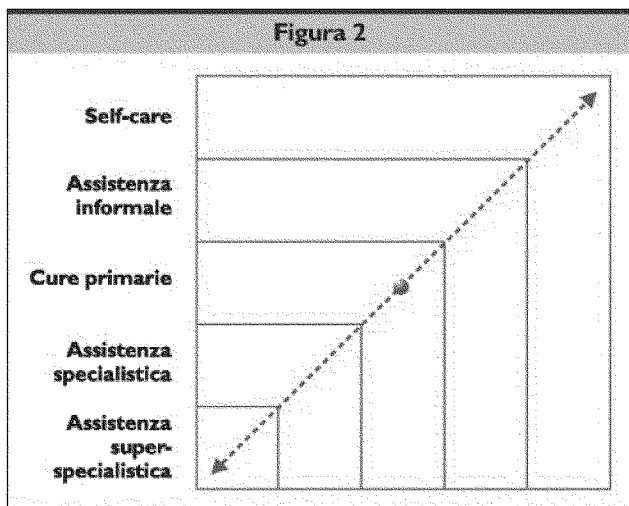 Figura 2
Self-care
Assistenza
informale
Cure primarie
Assistenza
specialistica
Assistenza
super-
specialistica